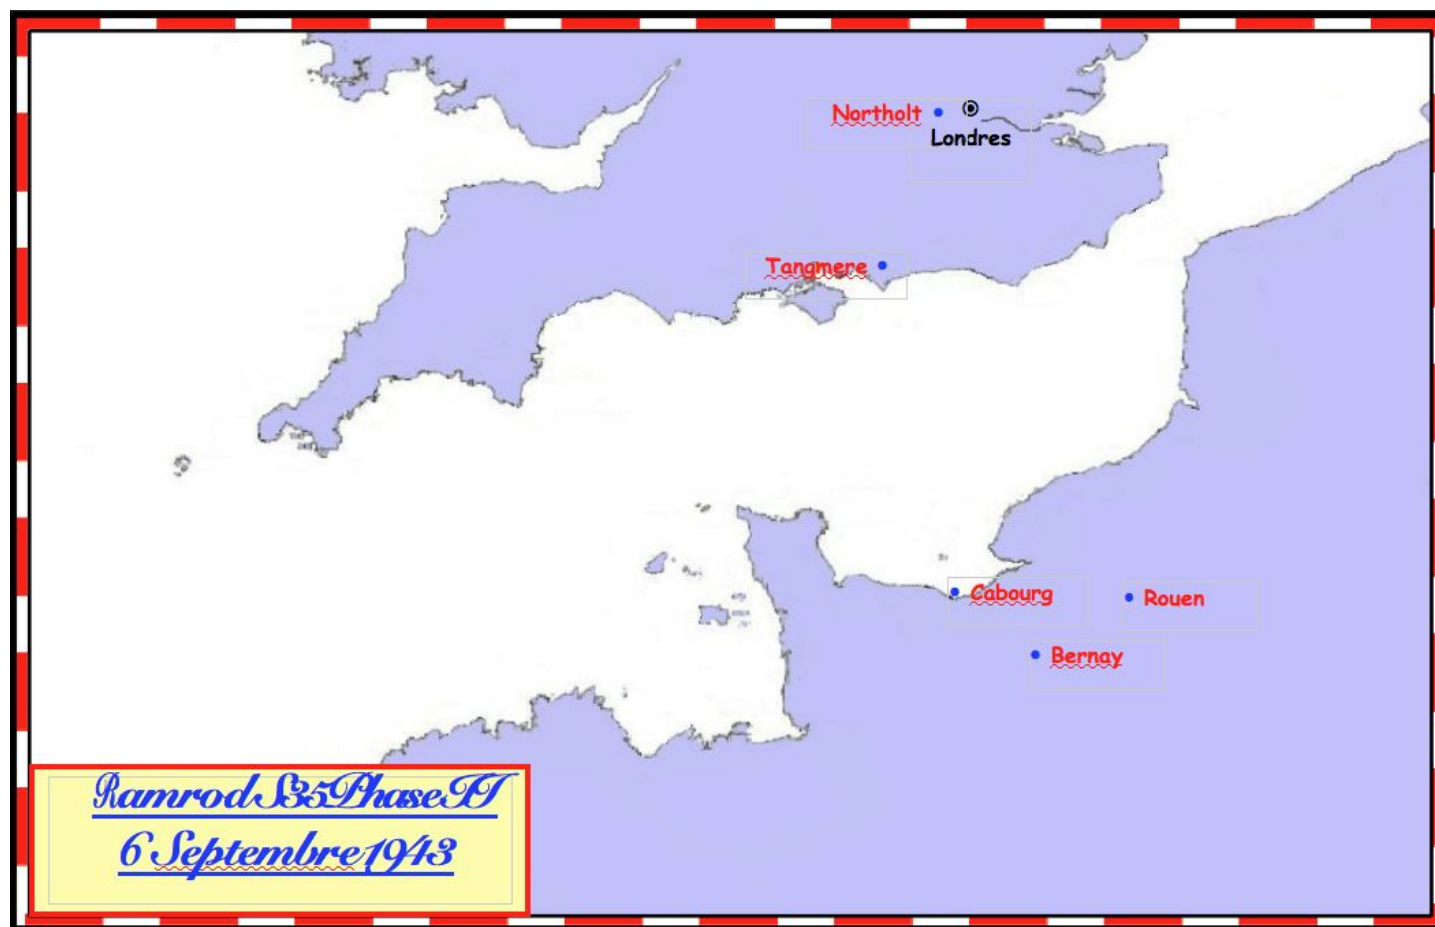 Northolt
Londres
Tangmere
Cabourg
Rouen
Bernay
Ramrod S35 Phase II
6 Septembre 1943